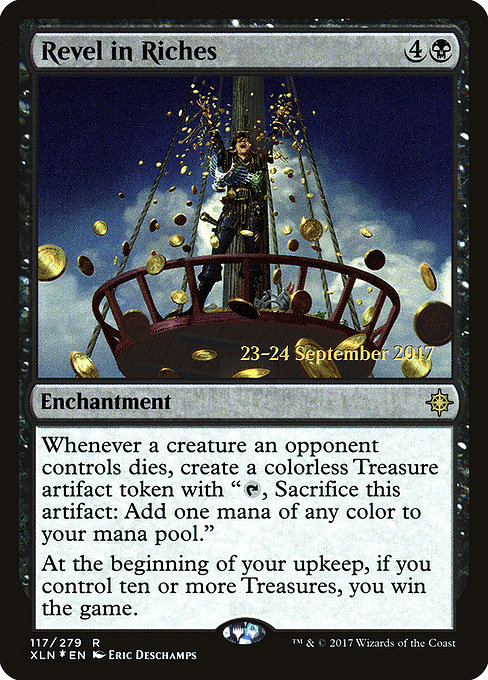 Revel in Riches 4
23–24 September 2017
Enchantment
Whenever a creature an opponent
controls dies, create a colorless Treasure
artifact token with “, Sacrifice this
artifact: Add one mana of any color to
your mana pool.”
At the beginning of your upkeep, if you
control ten or more Treasures, you win
the game.
117/279 R
XLN EN Eric Deschamps
™ & © 2017 Wizards of the Coast